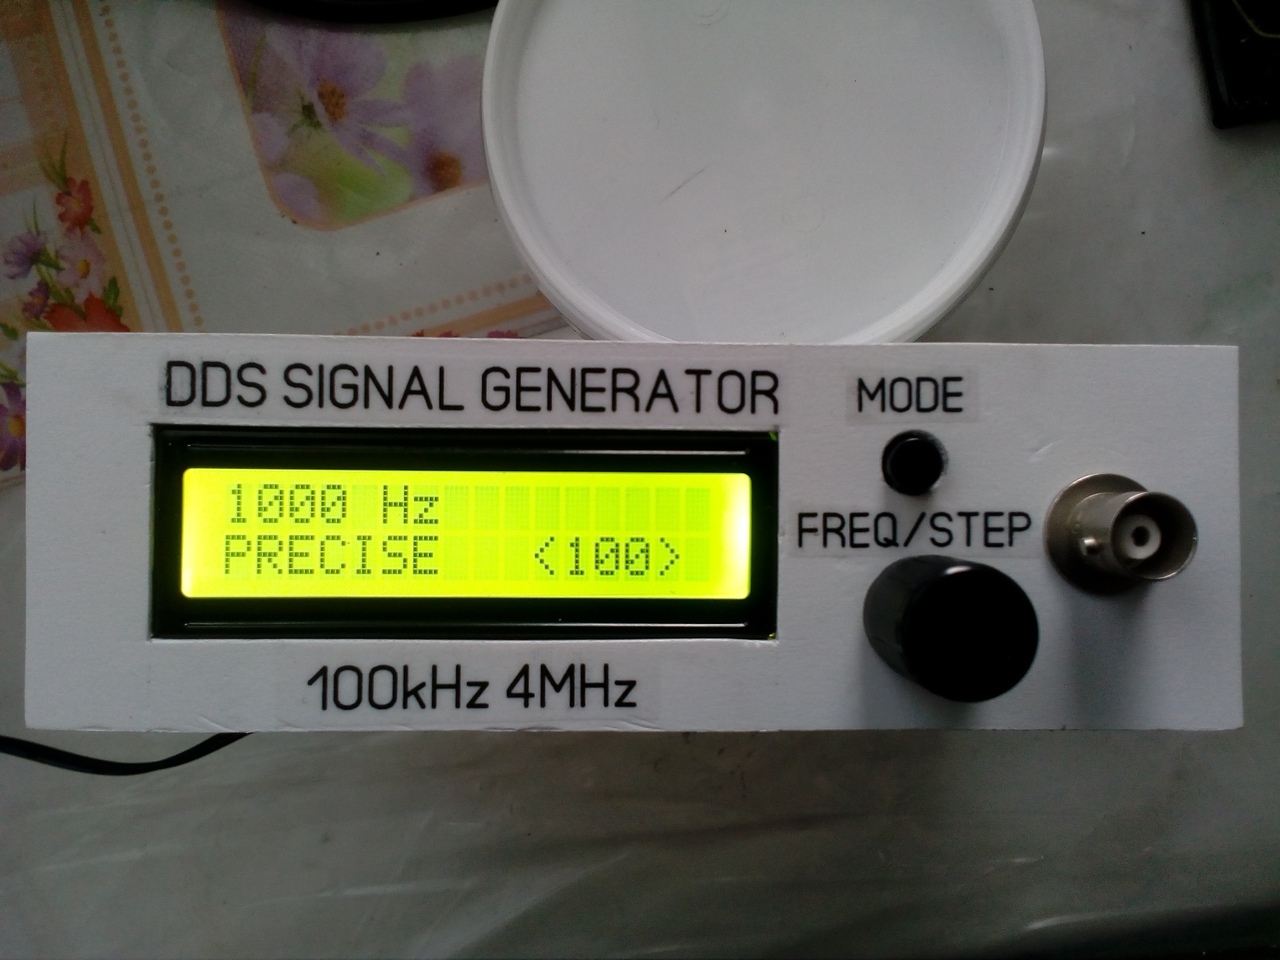 DDS SIGNAL GENERATOR
MODE
1000 Hz
PRECISE <100>
FREQ/STEP
100kHz 4MHz